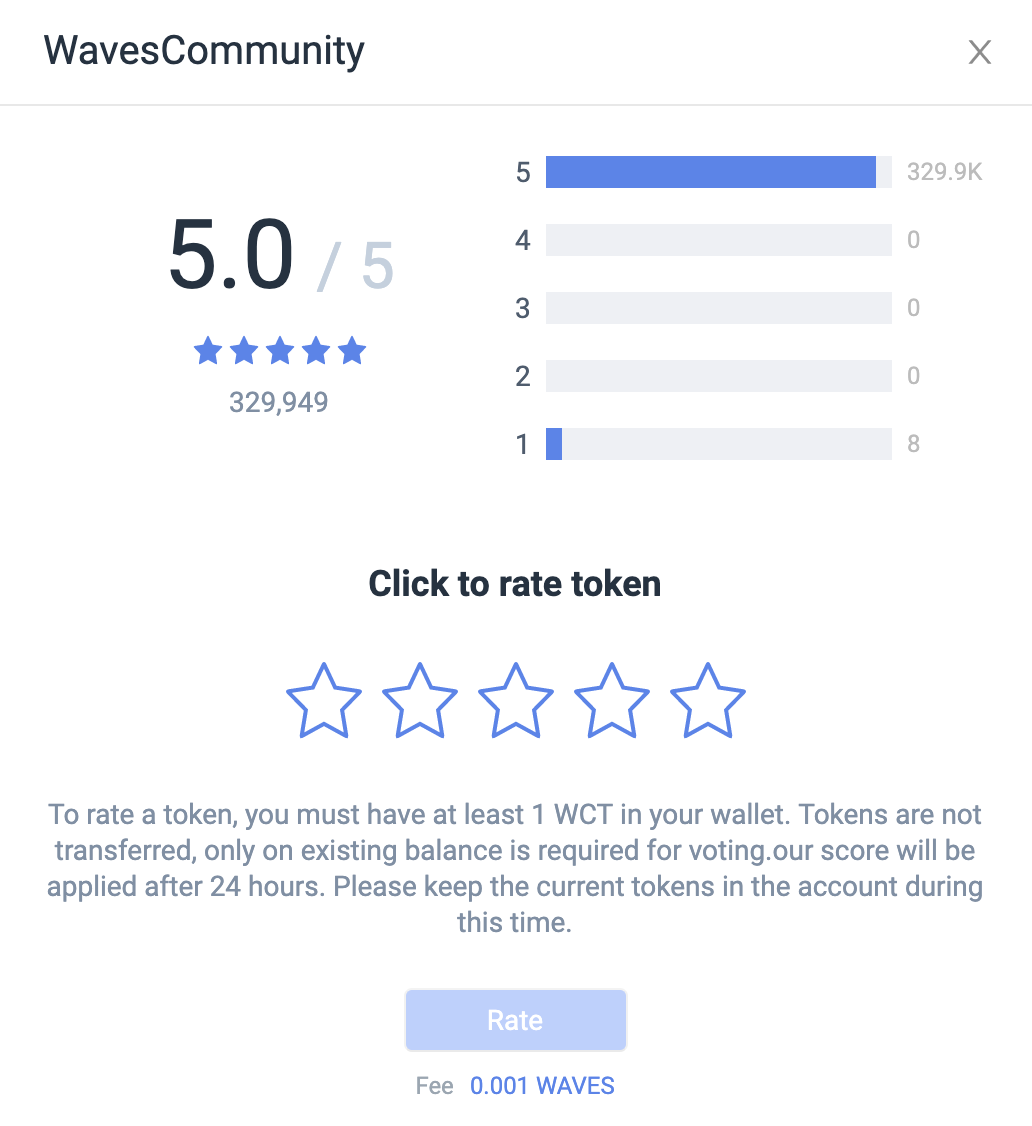 WavesCommunity X
5.0 / 5
329,949
5 329.9K
4 0
3 0
2 0
1 8
Click to rate token
To rate a token, you must have at least 1 WCT in your wallet. Tokens are not
transferred, only on existing balance is required for voting.our score will be
applied after 24 hours. Please keep the current tokens in the account during
this time.
Rate
Fee 0.001 WAVES